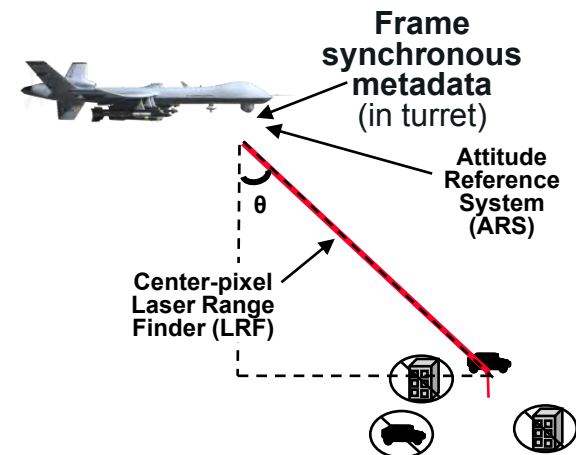 Frame
synchronous
metadata
(in turret)
Attitude
Reference
System
(ARS)
θ
Center-pixel
Laser Range
Finder (LRF)